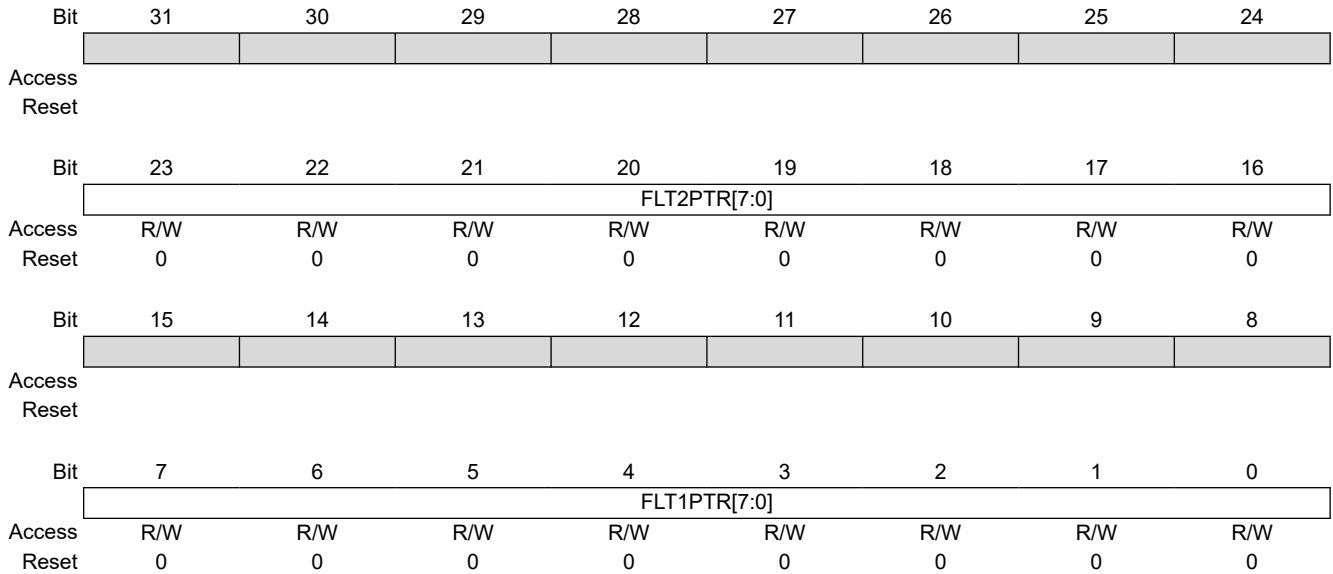 Bit 31 30 29 28 27 26 25 24
Access
Reset
Bit 23 22 21 20 19 18 17 16
FLT2PTR[7:0]
Access R/W R/W R/W R/W R/W R/W R/W R/W
Reset 0 0 0 0 0 0 0 0
Bit 15 14 13 12 11 10 9 8
Access
Reset
Bit 7 6 5 4 3 2 1 0
FLT1PTR[7:0]
Access R/W R/W R/W R/W R/W R/W R/W R/W
Reset 0 0 0 0 0 0 0 0